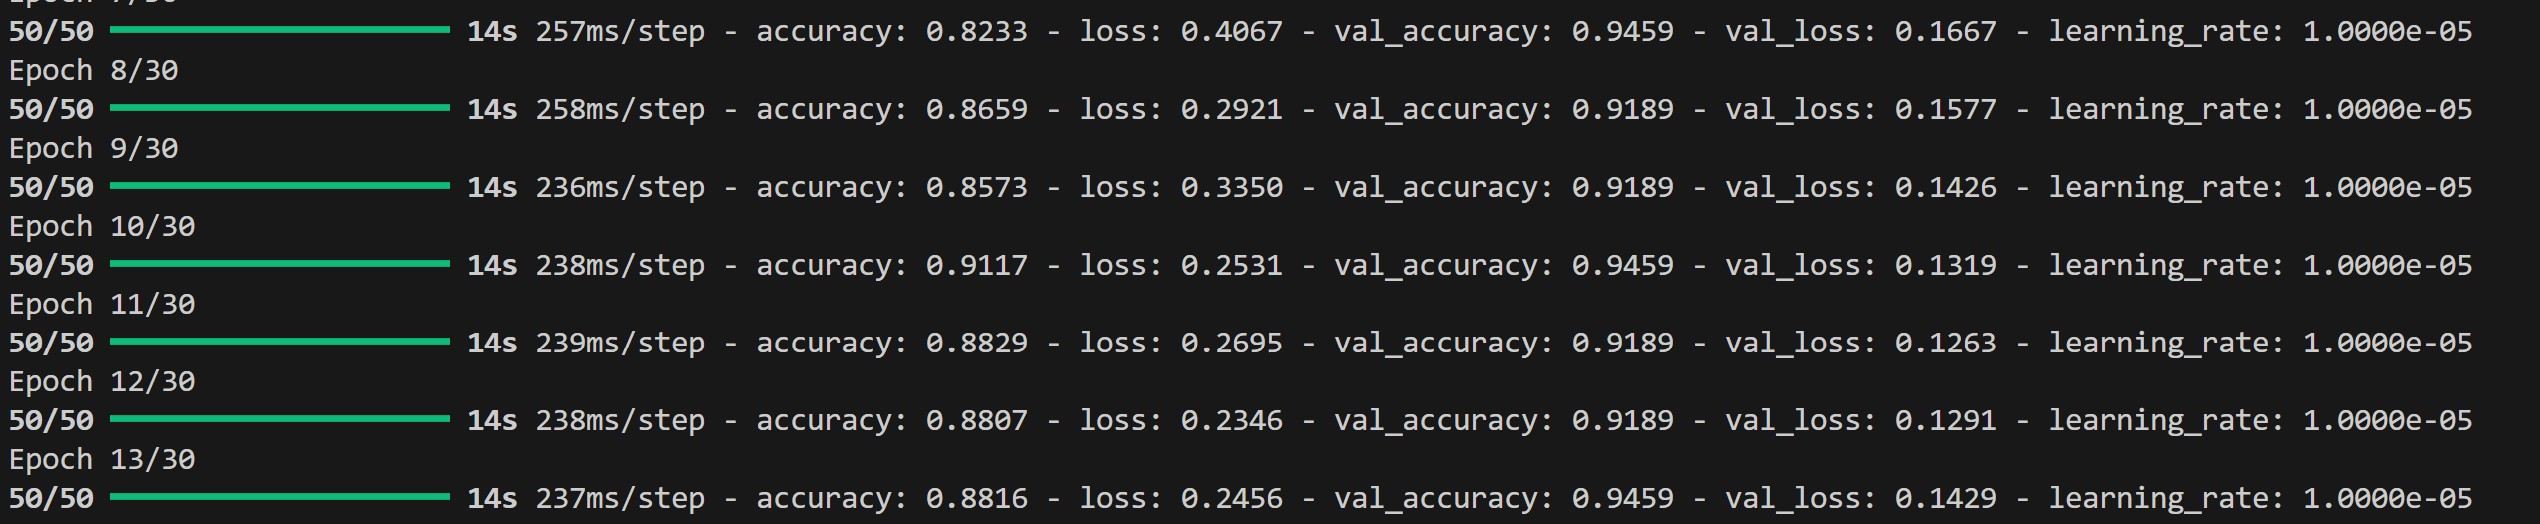 Epoch 7/30
50/50 14s 257ms/step - accuracy: 0.8233 - loss: 0.4067 - val_accuracy: 0.9459 - val_loss: 0.1667 - learning_rate: 1.0000e-05
Epoch 8/30
50/50 14s 258ms/step - accuracy: 0.8659 - loss: 0.2921 - val_accuracy: 0.9189 - val_loss: 0.1577 - learning_rate: 1.0000e-05
Epoch 9/30
50/50 14s 236ms/step - accuracy: 0.8573 - loss: 0.3350 - val_accuracy: 0.9189 - val_loss: 0.1426 - learning_rate: 1.0000e-05
Epoch 10/30
50/50 14s 238ms/step - accuracy: 0.9117 - loss: 0.2531 - val_accuracy: 0.9459 - val_loss: 0.1319 - learning_rate: 1.0000e-05
Epoch 11/30
50/50 14s 239ms/step - accuracy: 0.8829 - loss: 0.2695 - val_accuracy: 0.9189 - val_loss: 0.1263 - learning_rate: 1.0000e-05
Epoch 12/30
50/50 14s 238ms/step - accuracy: 0.8807 - loss: 0.2346 - val_accuracy: 0.9189 - val_loss: 0.1291 - learning_rate: 1.0000e-05
Epoch 13/30
50/50 14s 237ms/step - accuracy: 0.8816 - loss: 0.2456 - val_accuracy: 0.9459 - val_loss: 0.1429 - learning_rate: 1.0000e-05